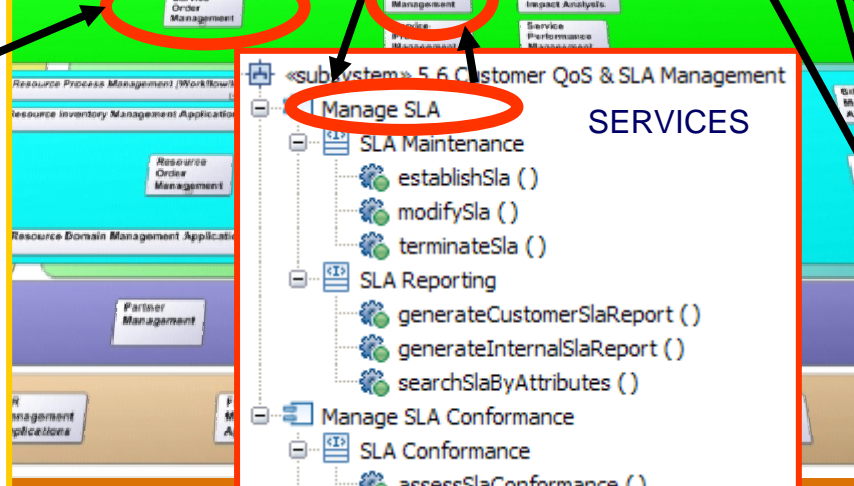 Service
Order
Management
Management
Impact Analysis
Service
Performance
Management
Resource Process Management (Workflow
Resource Inventory Management Application
Resource
Order
Management
Resource Domain Management Applicatio
Partner
Management
«subsystem» 5.6 Customer QoS & SLA Management
Manage SLA
SERVICES
SLA Maintenance
establishSla ()
modifySla ()
terminateSla ()
SLA Reporting
generateCustomerSlaReport ()
generateInternalSlaReport ()
searchSlaByAttributes ()
Manage SLA Conformance
SLA Conformance
assessSlaConformance ()